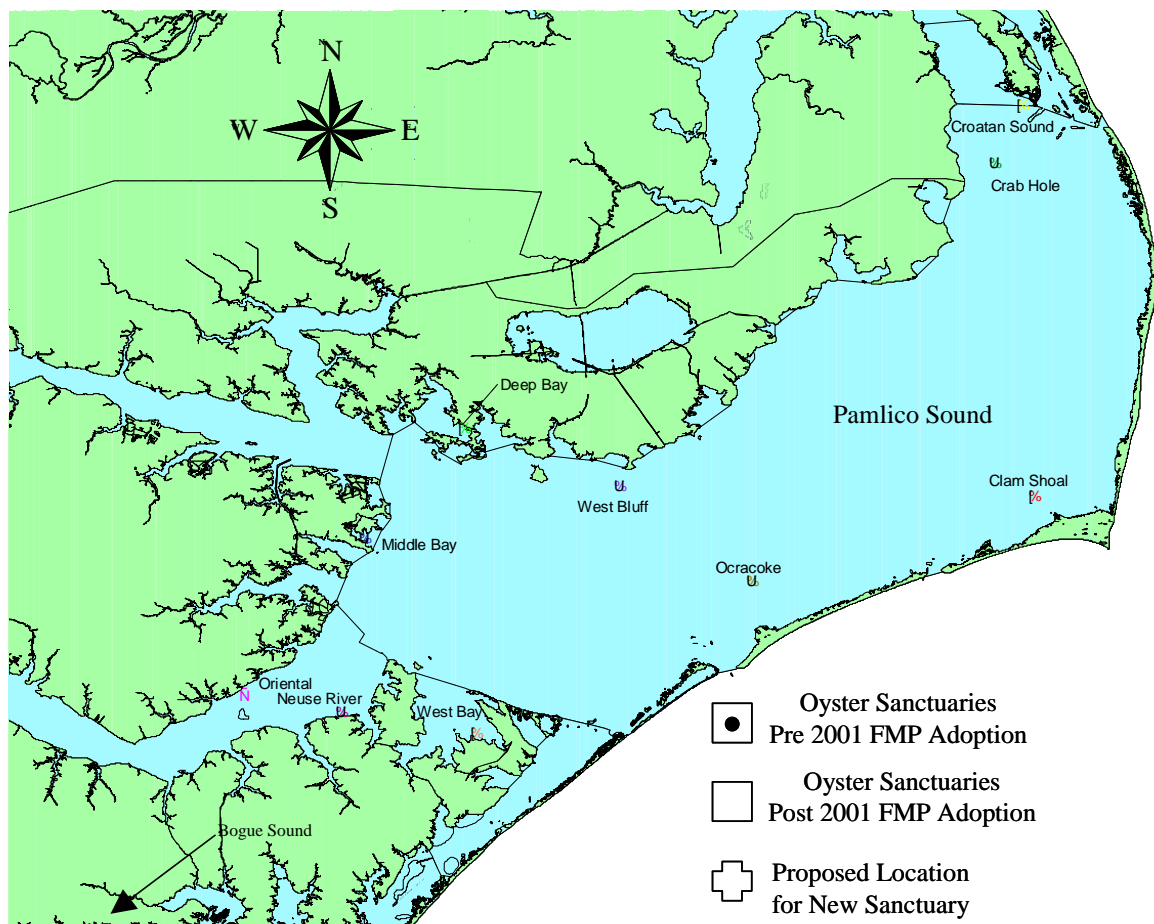 N
W E
S
Croatan Sound
Crab Hole
Deep Bay
Pamlico Sound
Clam Shoal
West Bluff
Middle Bay
Ocracoke
Oriental
Ñ
Neuse River
West Bay
Bogue Sound
Oyster Sanctuaries
Pre 2001 FMP Adoption
Oyster Sanctuaries
Post 2001 FMP Adoption
Proposed Location
for New Sanctuary